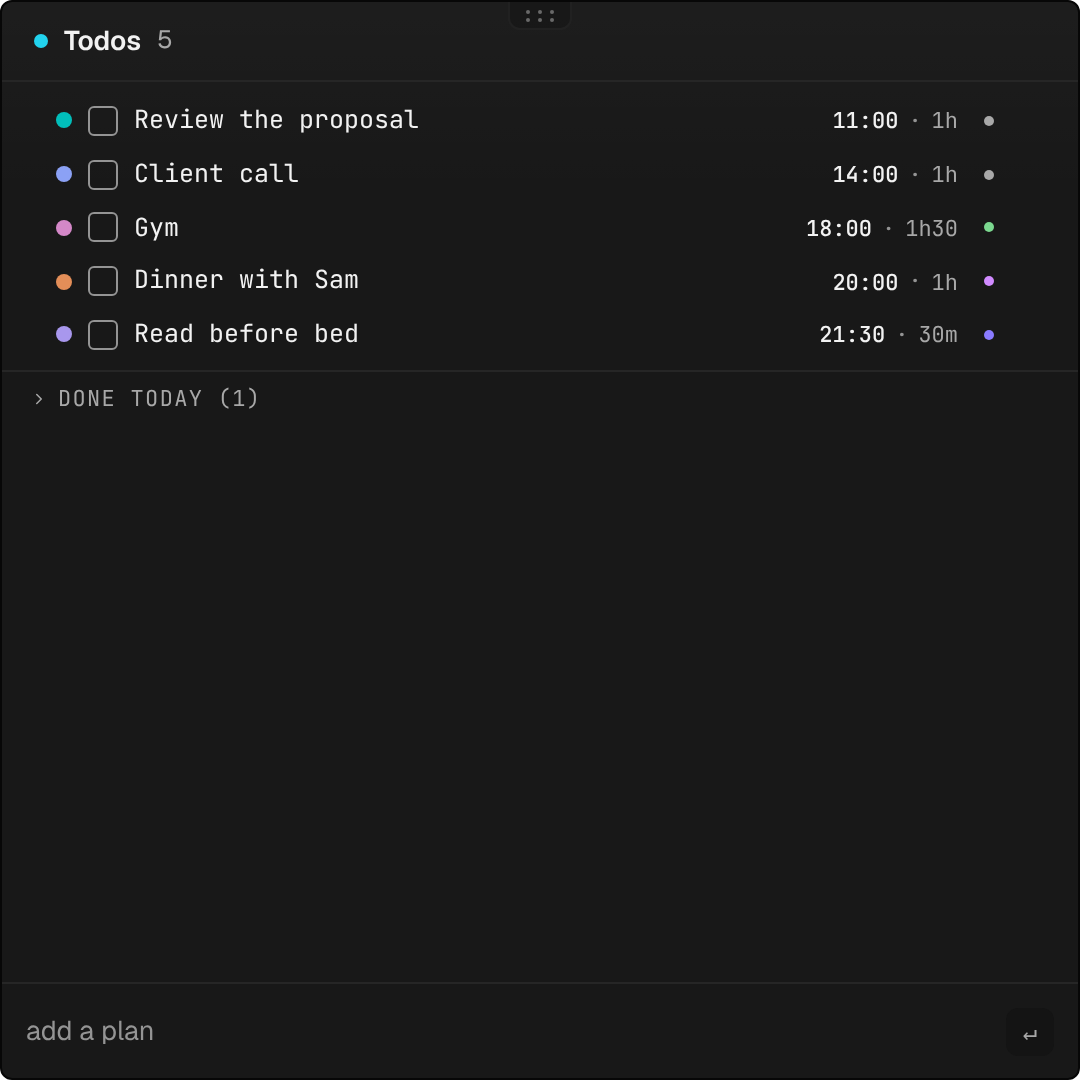 Todos 5
Review the proposal 11:00 · 1h
Client call 14:00 · 1h
Gym 18:00 · 1h30
Dinner with Sam 20:00 · 1h
Read before bed 21:30 · 30m
› DONE TODAY (1)
add a plan ↵